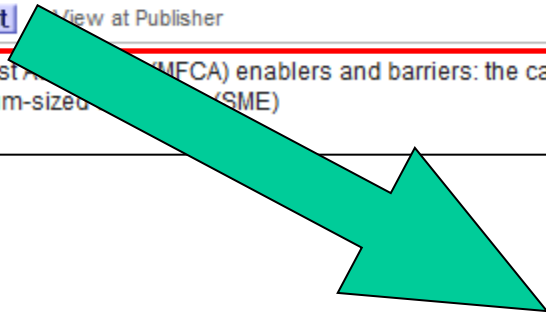 t View at Publisher
st A (MFCA) enablers and barriers: the ca
m-sized (SME)